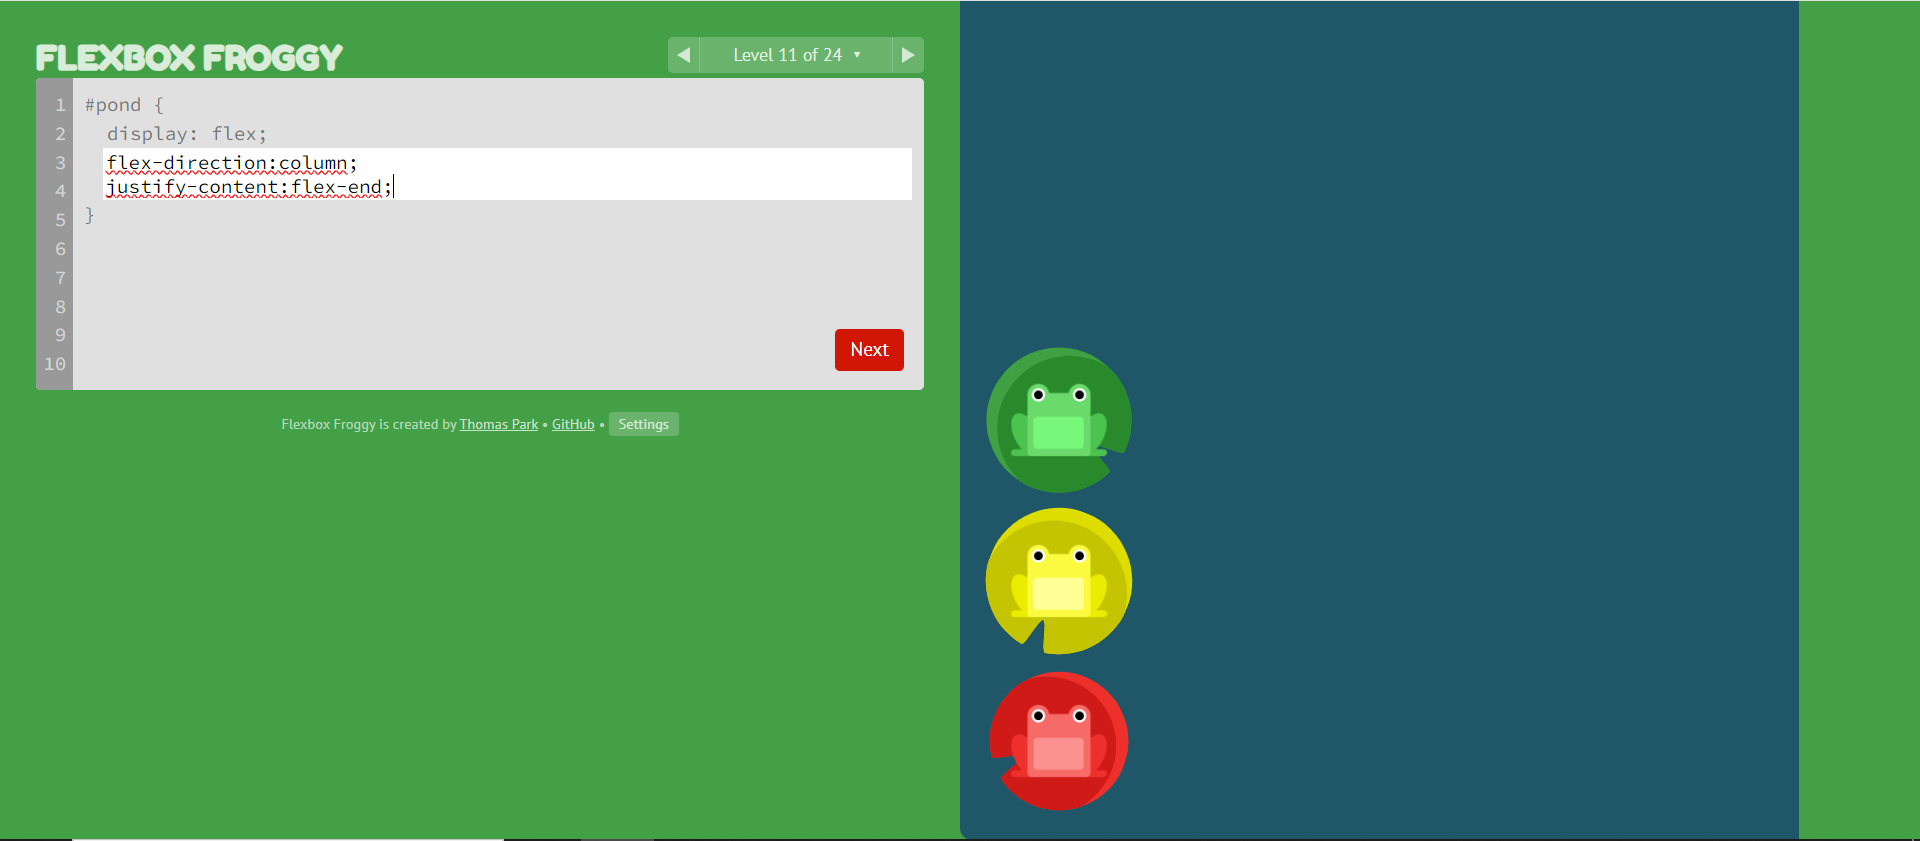 FLEXBOX FROGGY
◀ Level 11 of 24 ▾ ▶
1 #pond {
2 display: flex;
3 flex-direction:column;
4 justify-content:flex-end;
5 }
6
7
8
9
10
Next
Flexbox Froggy is created by Thomas Park • GitHub • Settings